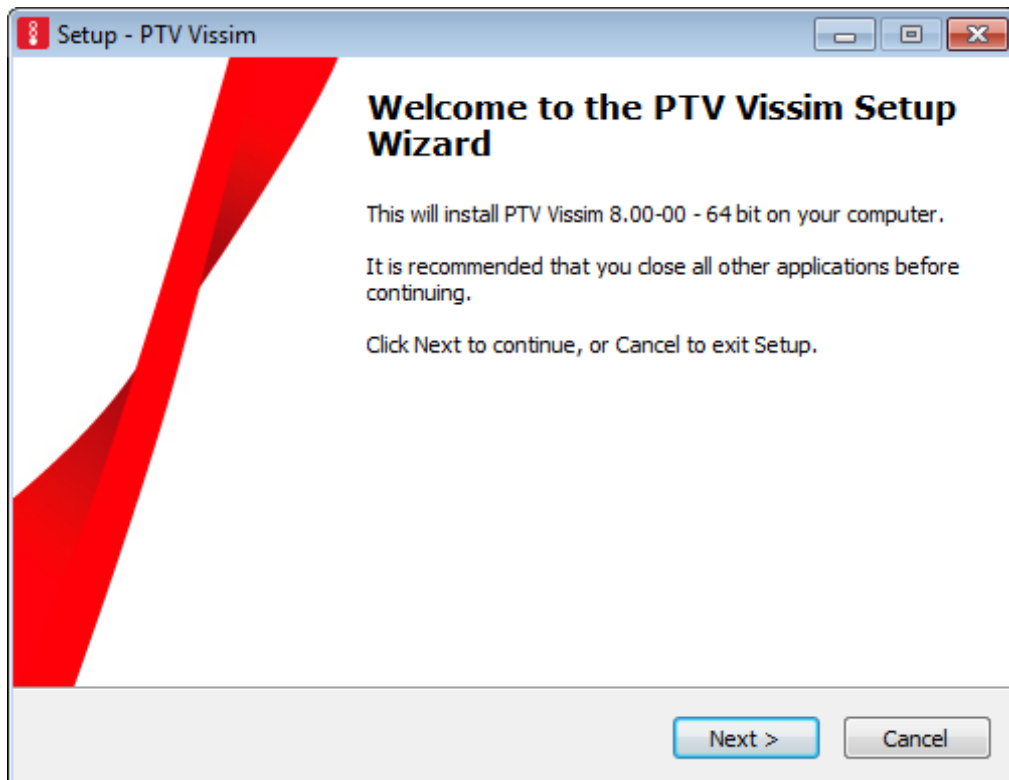 Setup - PTV Vissim
Welcome to the PTV Vissim Setup
Wizard
This will install PTV Vissim 8.00-00 - 64 bit on your computer.
It is recommended that you close all other applications before
continuing.
Click Next to continue, or Cancel to exit Setup.
Next >
Cancel